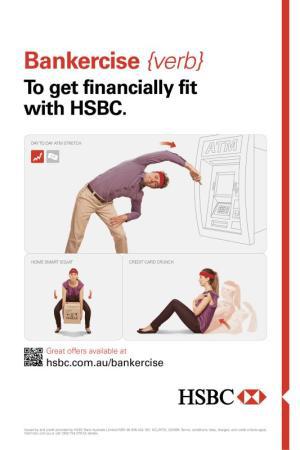 Bankercise {verb}
To get financially fit
with HSBC.
DAY TO DAY ATM STRETCH
ATM
HOME SMART SQUAT
CREDIT CARD CRUNCH
Great offers available at
hsbc.com.au/bankercise
HSBC